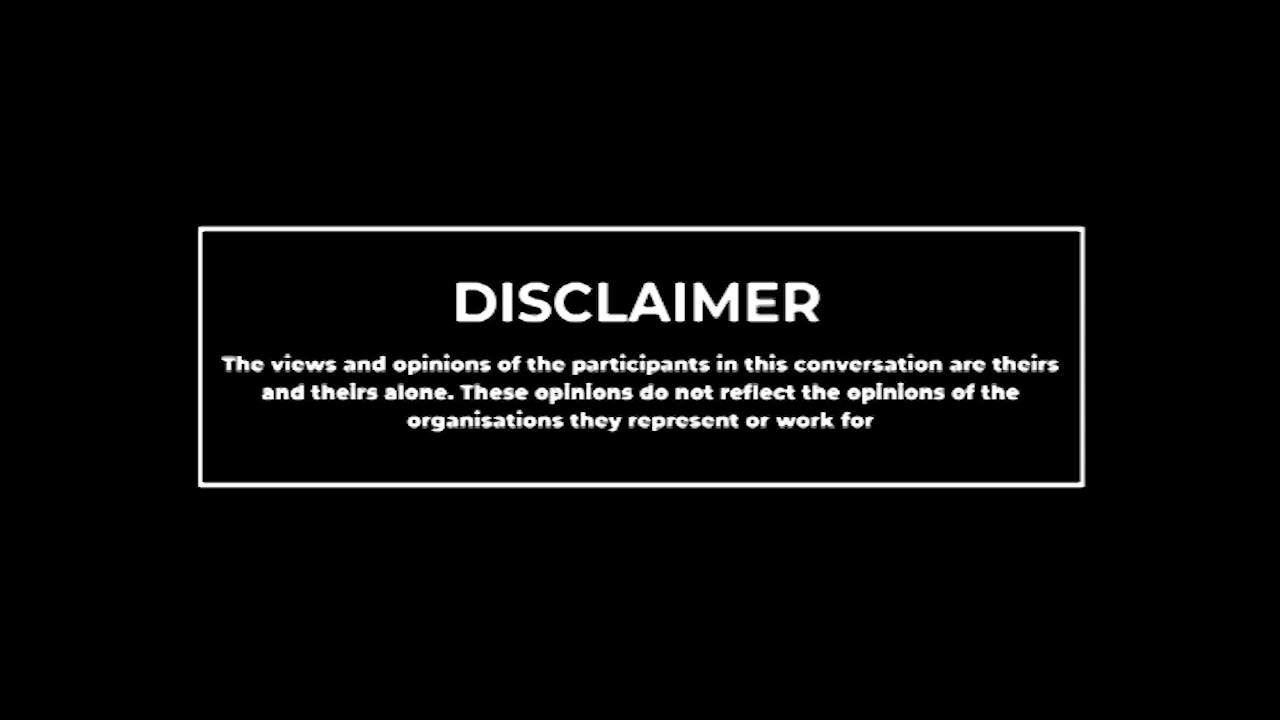 DISCLAIMER
The views and opinions of the participants in this conversation are theirs
and theirs alone. These opinions do not reflect the opinions of the
organisations they represent or work for